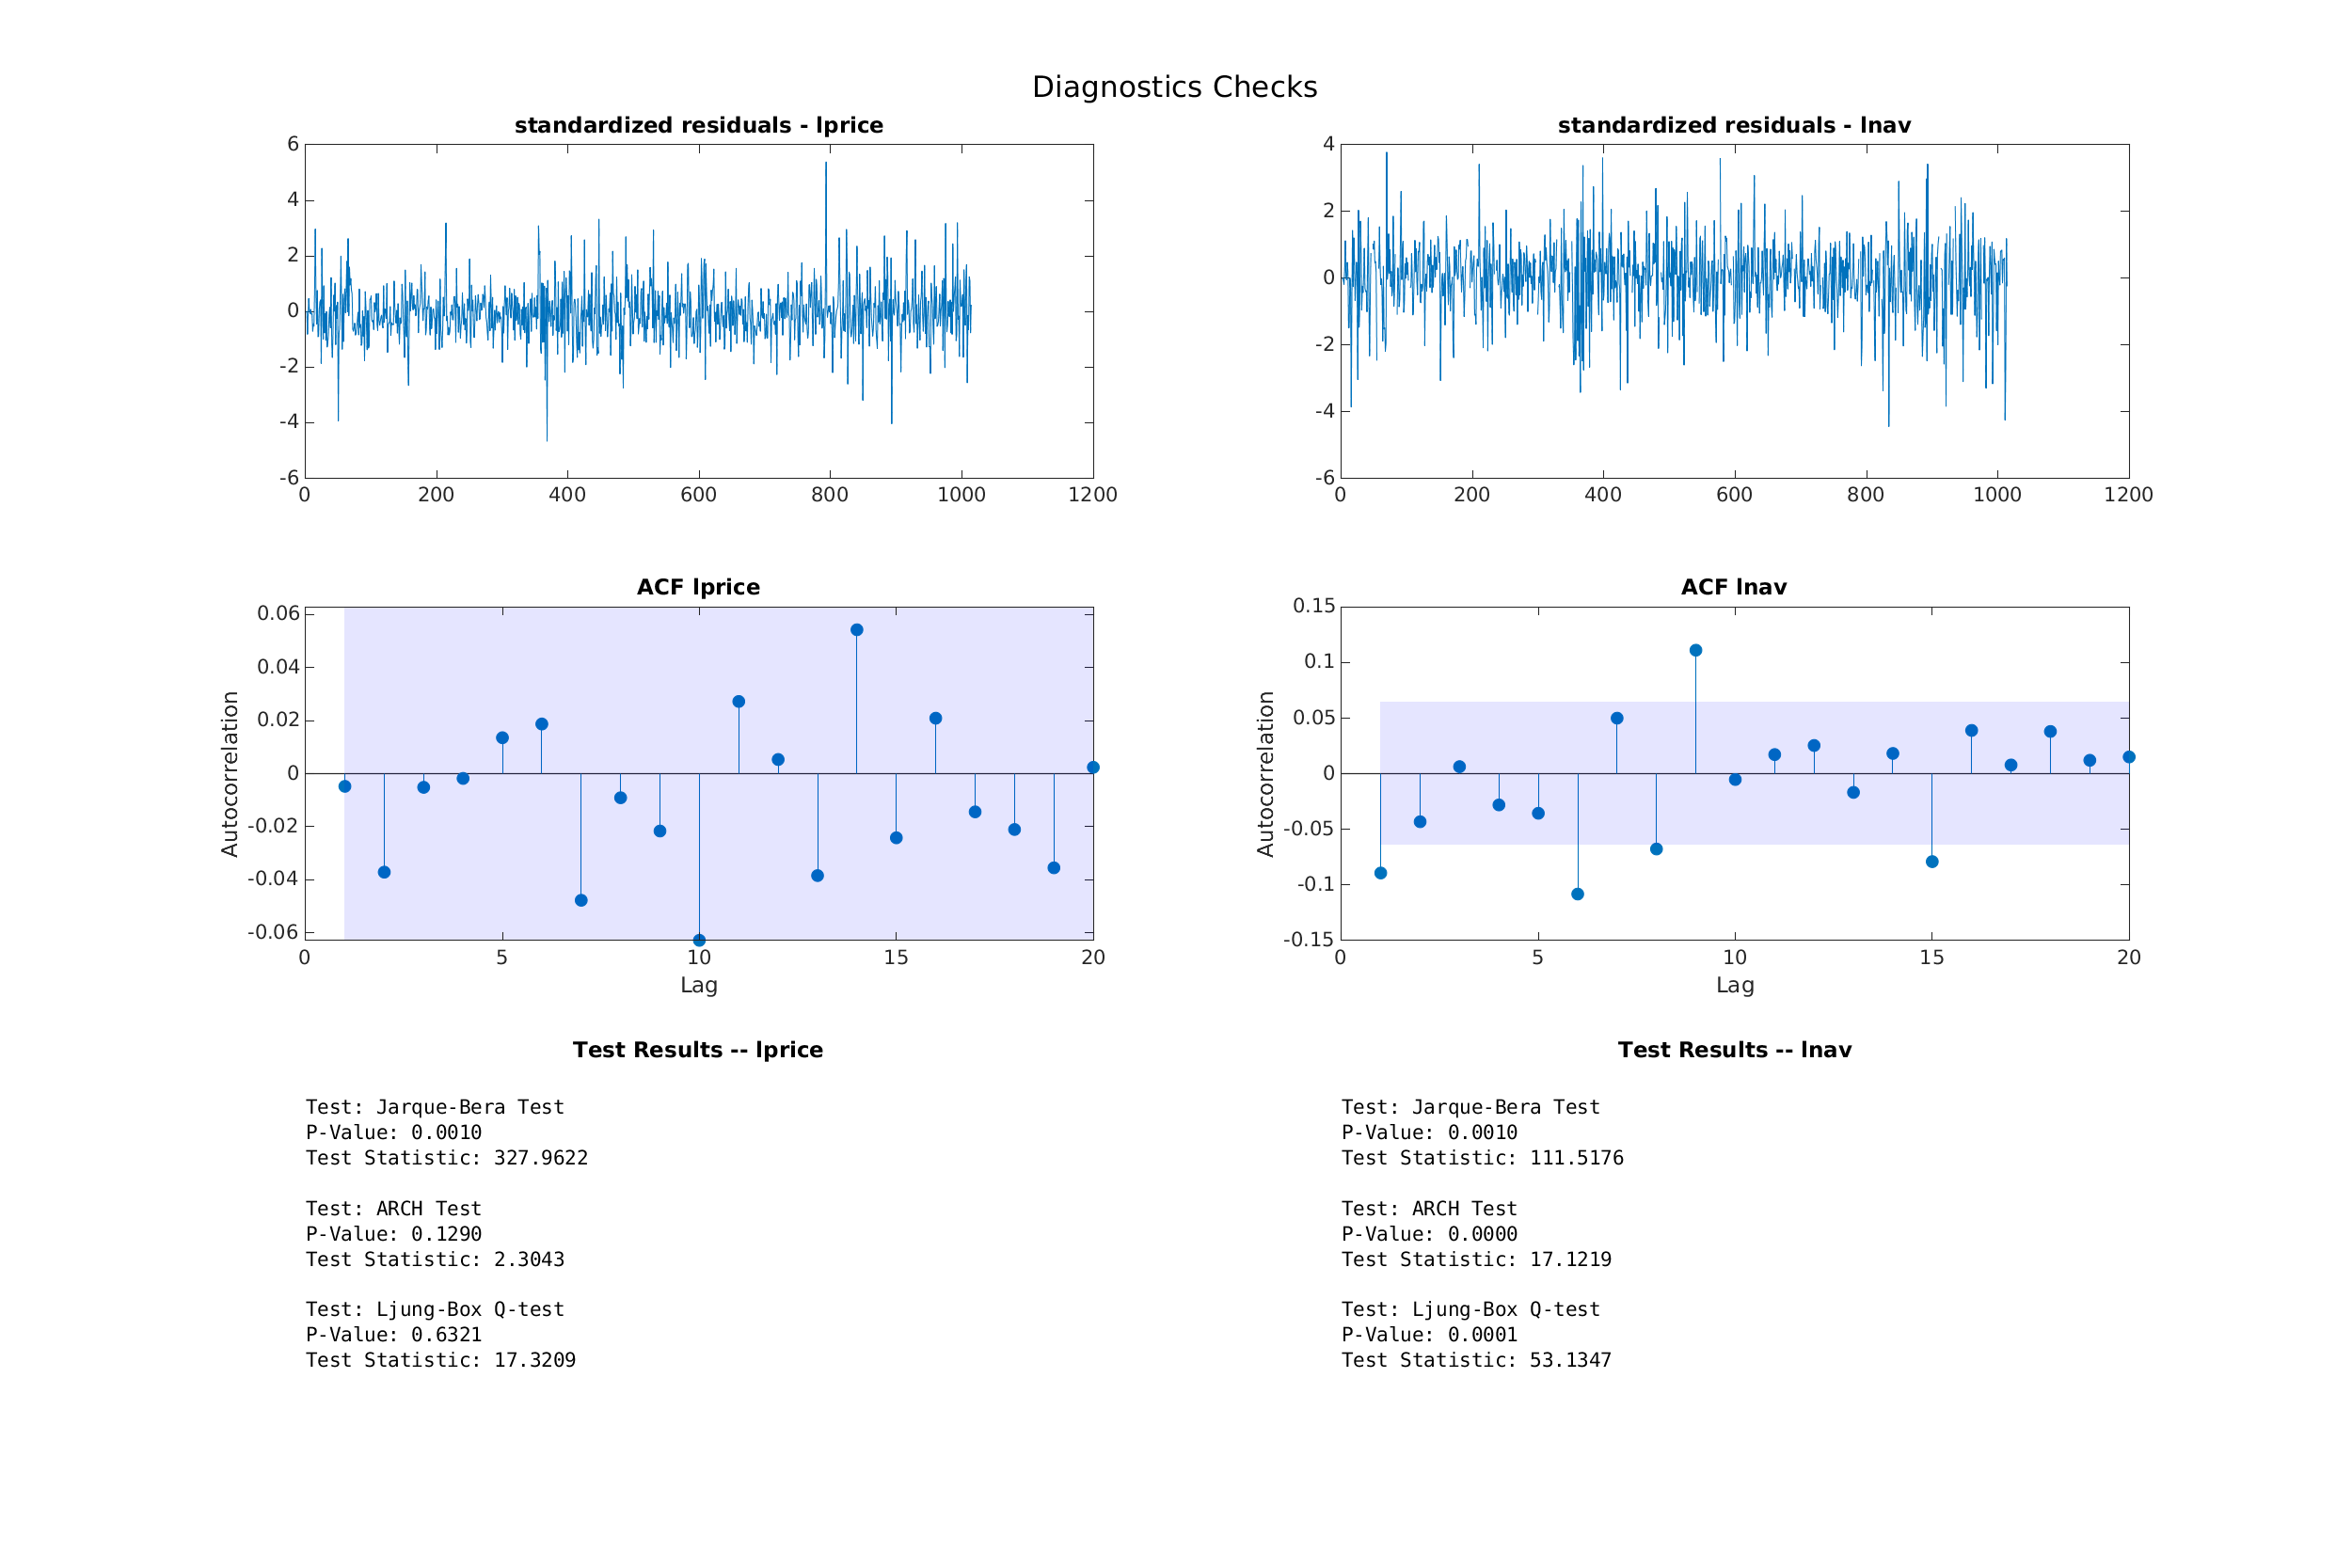 Diagnostics Checks
standardized residuals - lprice
6
4
2
0
-2
-4
-6
0 200 400 600 800 1000 1200
standardized residuals - lnav
4
2
0
-2
-4
-6
0 200 400 600 800 1000 1200
ACF lprice
0.06
0.04
0.02
0
-0.02
-0.04
-0.06
Autocorrelation
0 5 10 15 20
Lag
ACF lnav
0.15
0.1
0.05
0
-0.05
-0.1
-0.15
Autocorrelation
0 5 10 15 20
Lag
Test Results -- lprice
Test: Jarque-Bera Test
P-Value: 0.0010
Test Statistic: 327.9622
Test: ARCH Test
P-Value: 0.1290
Test Statistic: 2.3043
Test: Ljung-Box Q-test
P-Value: 0.6321
Test Statistic: 17.3209
Test Results -- lnav
Test: Jarque-Bera Test
P-Value: 0.0010
Test Statistic: 111.5176
Test: ARCH Test
P-Value: 0.0000
Test Statistic: 17.1219
Test: Ljung-Box Q-test
P-Value: 0.0001
Test Statistic: 53.1347